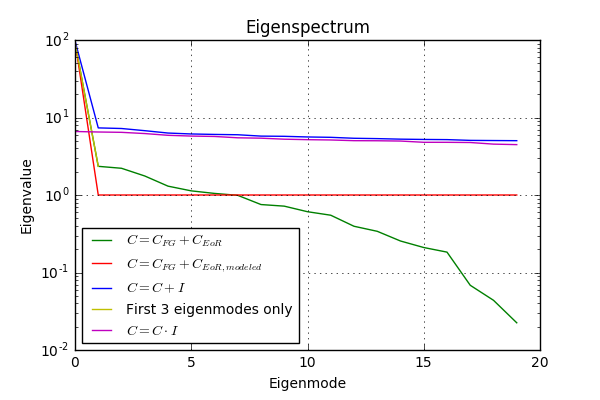 Eigenspectrum
10^2
10^1
10^0
10^-1
10^-2
Eigenvalue
C = C_FG + C_EoR
C = C_FG + C_EoR,modeled
C = C + I
First 3 eigenmodes only
C = C · I
0 5 10 15 20
Eigenmode